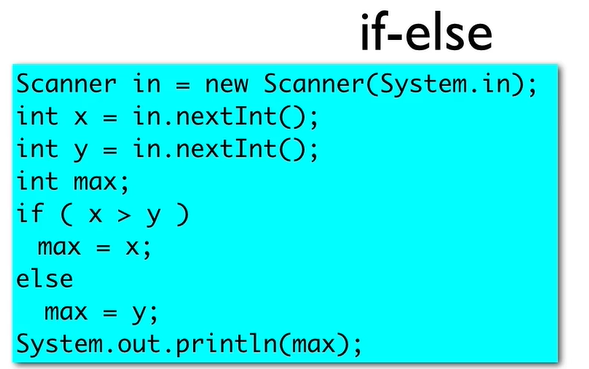 if-else
Scanner in = new Scanner(System.in);
int x = in.nextInt();
int y = in.nextInt();
int max;
if ( x > y )
max = x;
else
max = y;
System.out.println(max);